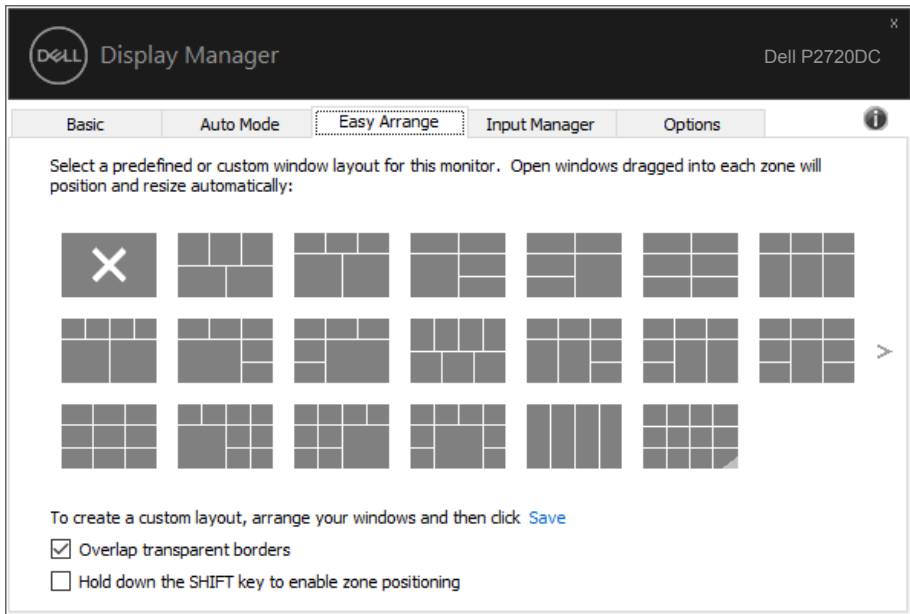 x
DELL Display Manager
Dell P2720DC
Basic Auto Mode Easy Arrange Input Manager Options
Select a predefined or custom window layout for this monitor. Open windows dragged into each zone will
position and resize automatically:
>
To create a custom layout, arrange your windows and then click Save
Overlap transparent borders
Hold down the SHIFT key to enable zone positioning